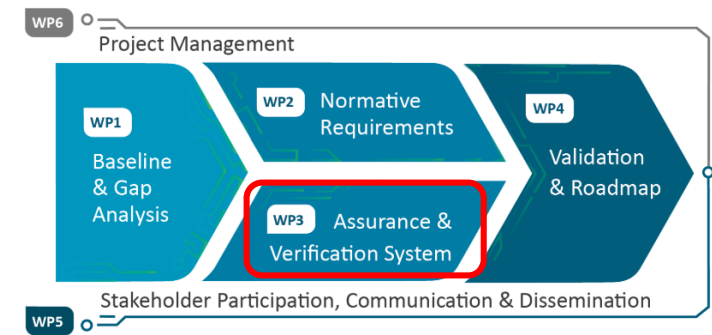 WP6
Project Management
WP1
Baseline
& Gap
Analysis
WP2
Normative
Requirements
WP3
Assurance &
Verification System
WP4
Validation
& Roadmap
Stakeholder Participation, Communication & Dissemination
WP5